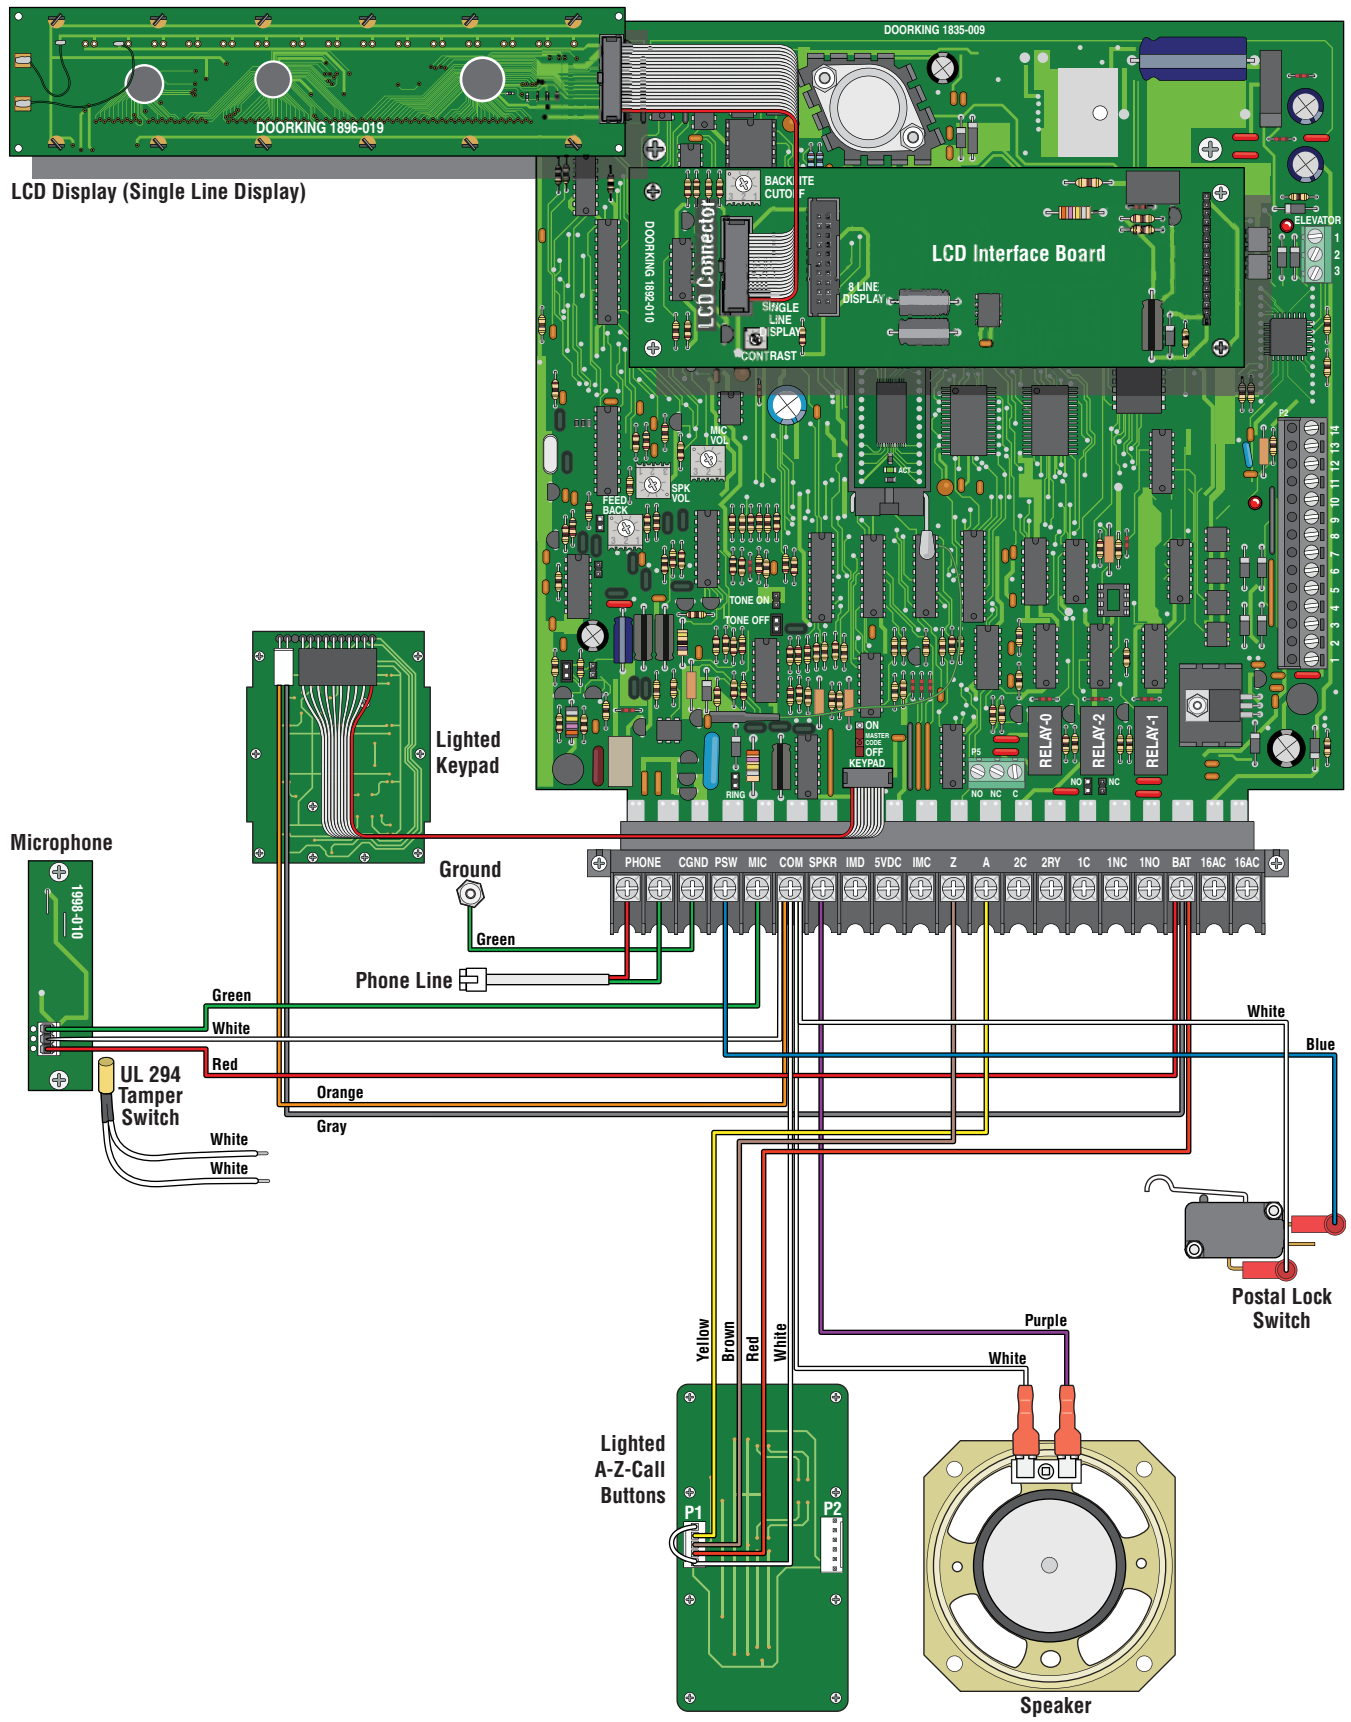 DOORKING 1835-009
DOORKING 1896-019
LCD Display (Single Line Display)
BACKLITE
CUTOFF
DOORKING 1892-010
LCD Connector
LCD Interface Board
8 LINE
DISPLAY
SINGLE
LINE
DISPLAY
CONTRAST
ELEVATOR
1
2
3
MIC
VOL
SPK
VOL
FEED
BACK
ACT
P2
14
13
12
11
10
9
8
7
6
5
4
3
2
1
TONE ON
TONE OFF
ON
MASTER
CODE
OFF
KEYPAD
RING
P5
NO NC C
RELAY-0
RELAY-2
RELAY-1
NO
NC
Lighted
Keypad
Microphone
1998-010
Ground
Green
Phone Line
PHONE CGND PSW MIC COM SPKR IMD 5VDC IMC Z A 2C 2RY 1C 1NC 1NO BAT 16AC 16AC
Green
White
Red
White
Blue
UL 294
Tamper
Switch
Orange
Gray
White
White
Postal Lock
Switch
Yellow
Brown
Red
White
Purple
White
Lighted
A-Z-Call
Buttons
P1
P2
Speaker